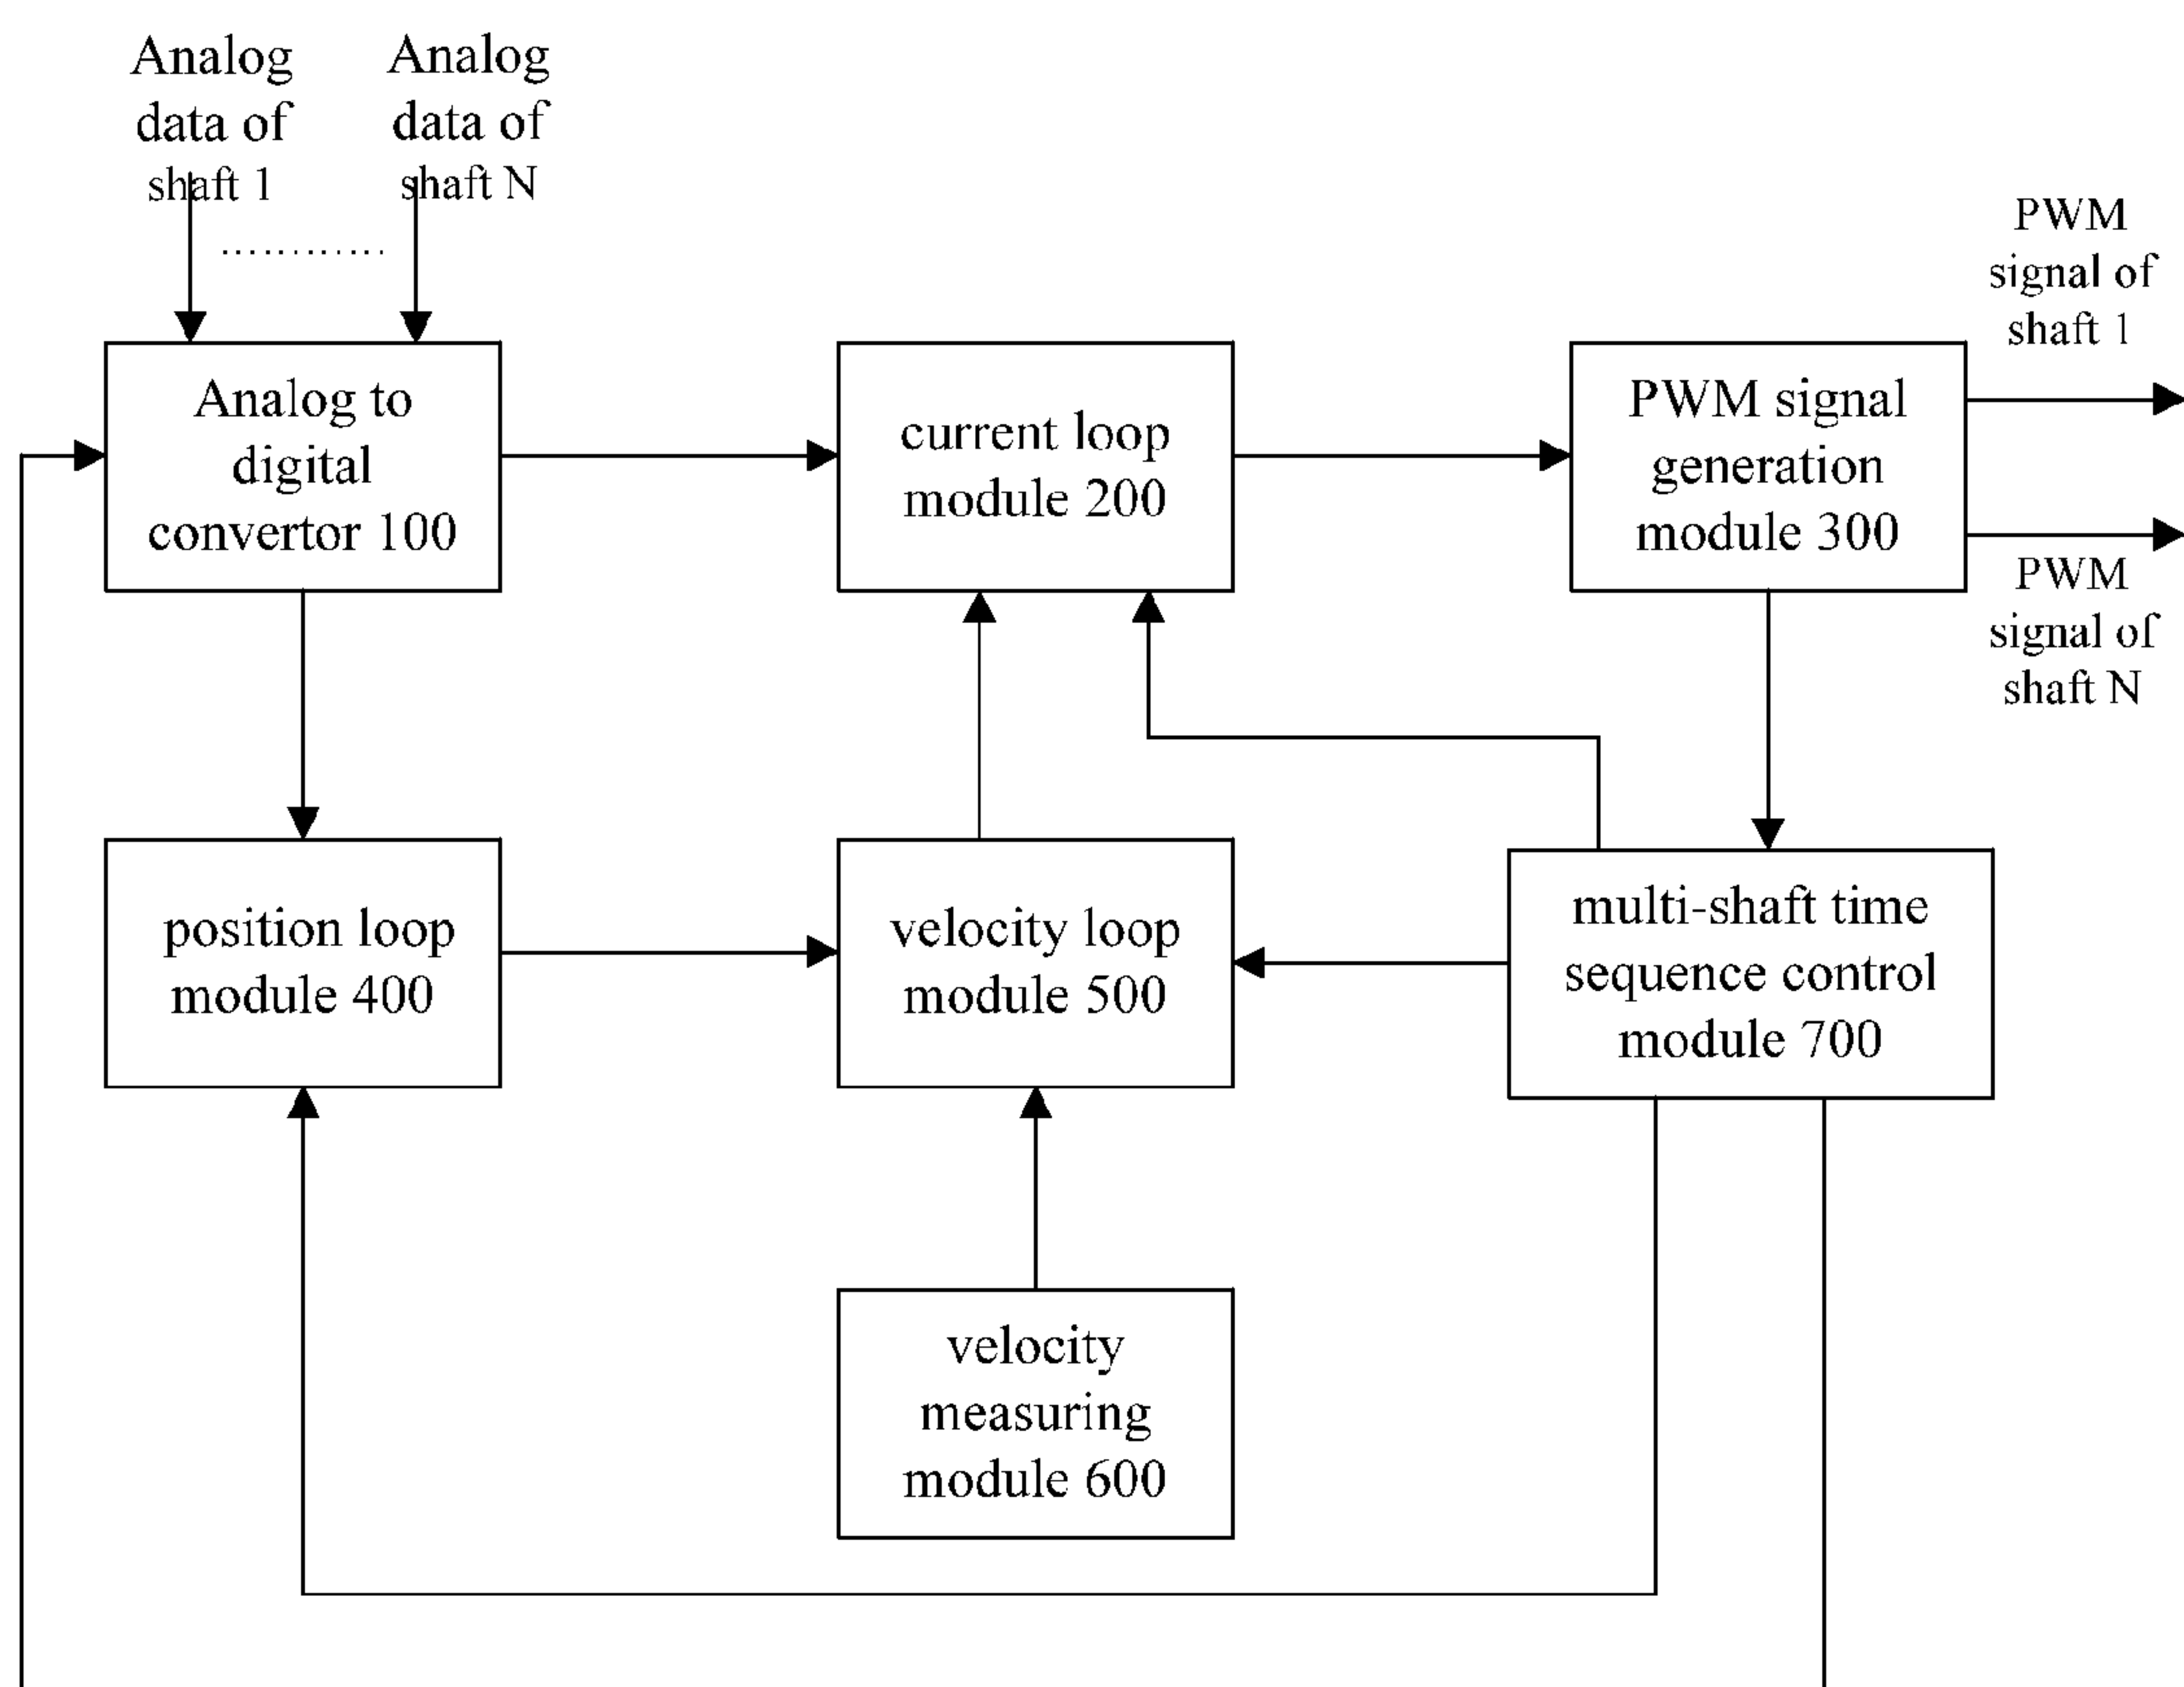 Analog
data of
shaft 1
Analog
data of
shaft N
PWM
signal of
shaft 1
Analog to
digital
convertor 100
current loop
module 200
PWM signal
generation
module 300
PWM
signal of
shaft N
position loop
module 400
velocity loop
module 500
multi-shaft time
sequence control
module 700
velocity
measuring
module 600